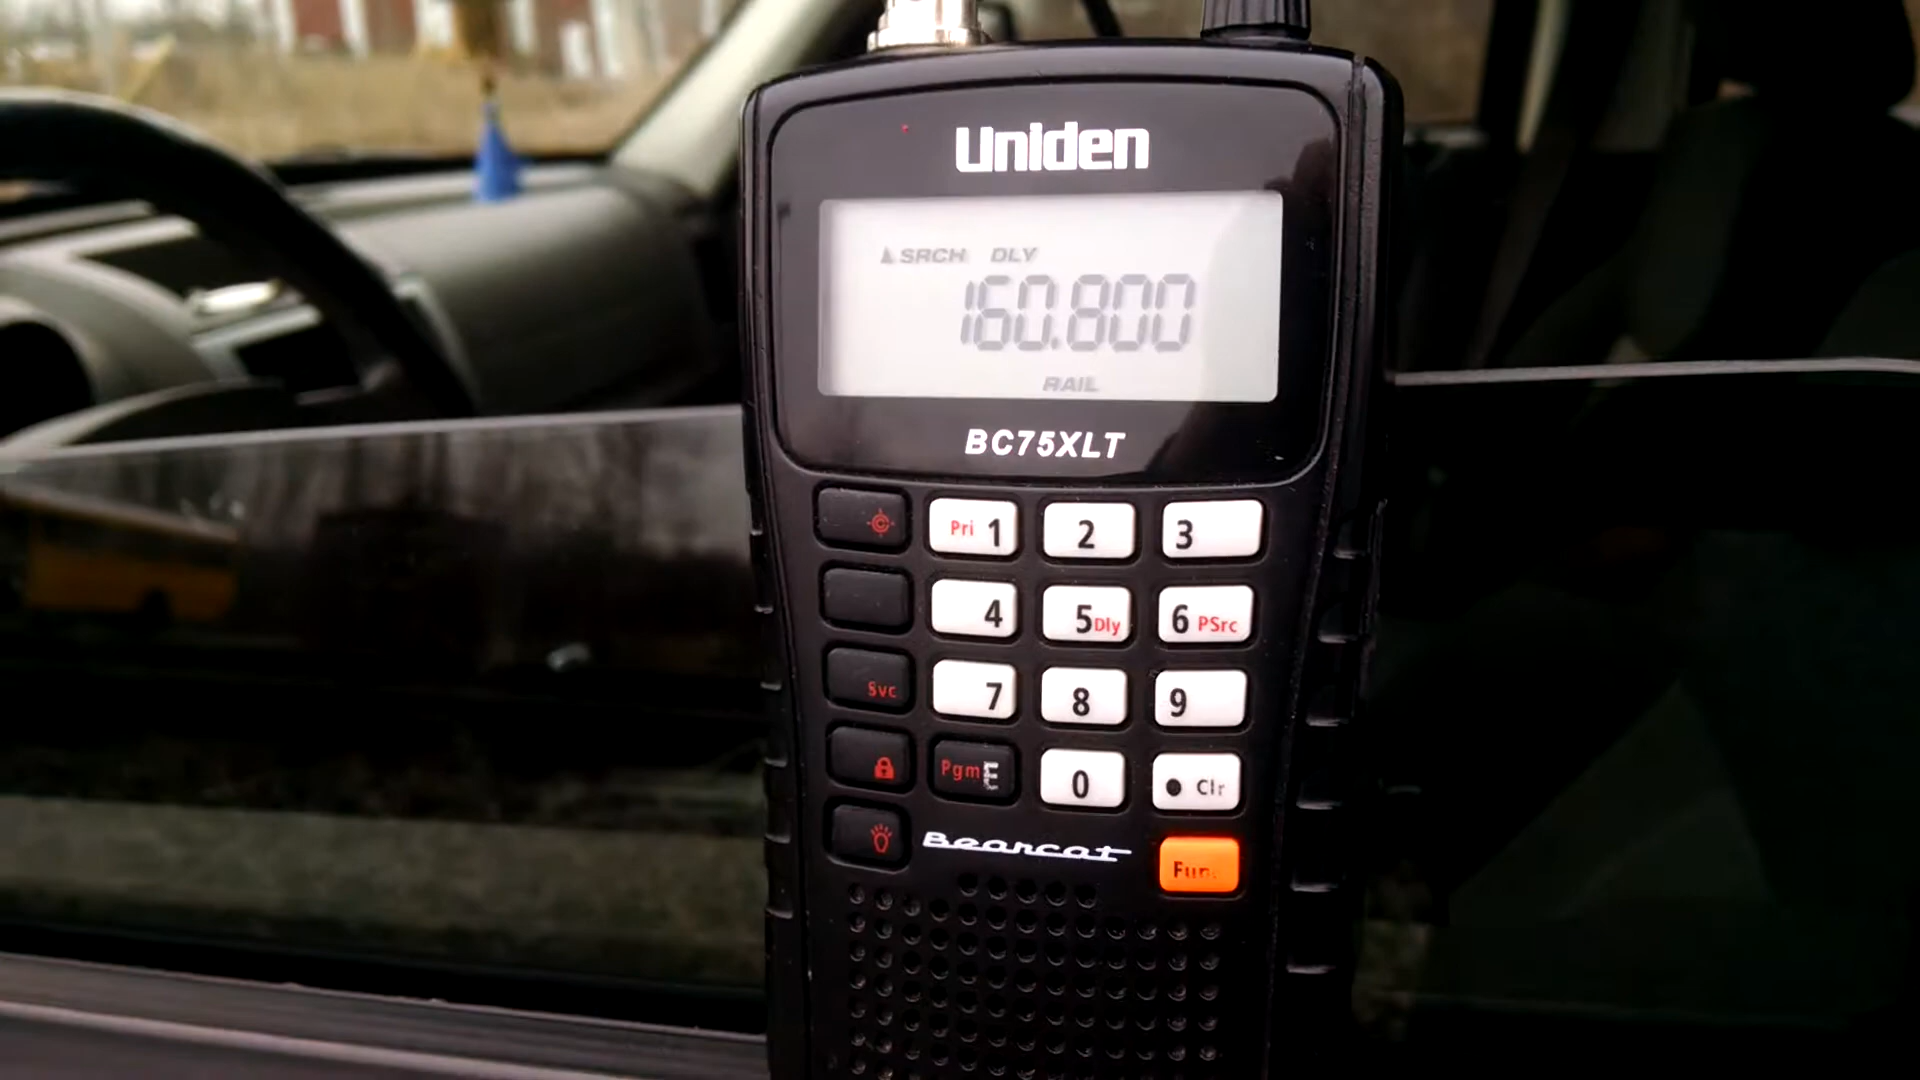 Uniden
SRCH DLY
160.800
RAIL
BC75XLT
Pri 1 2 3
4 5 Dly 6 PSrc
Svc 7 8 9
Pgm E 0 • Clr
Bearcat